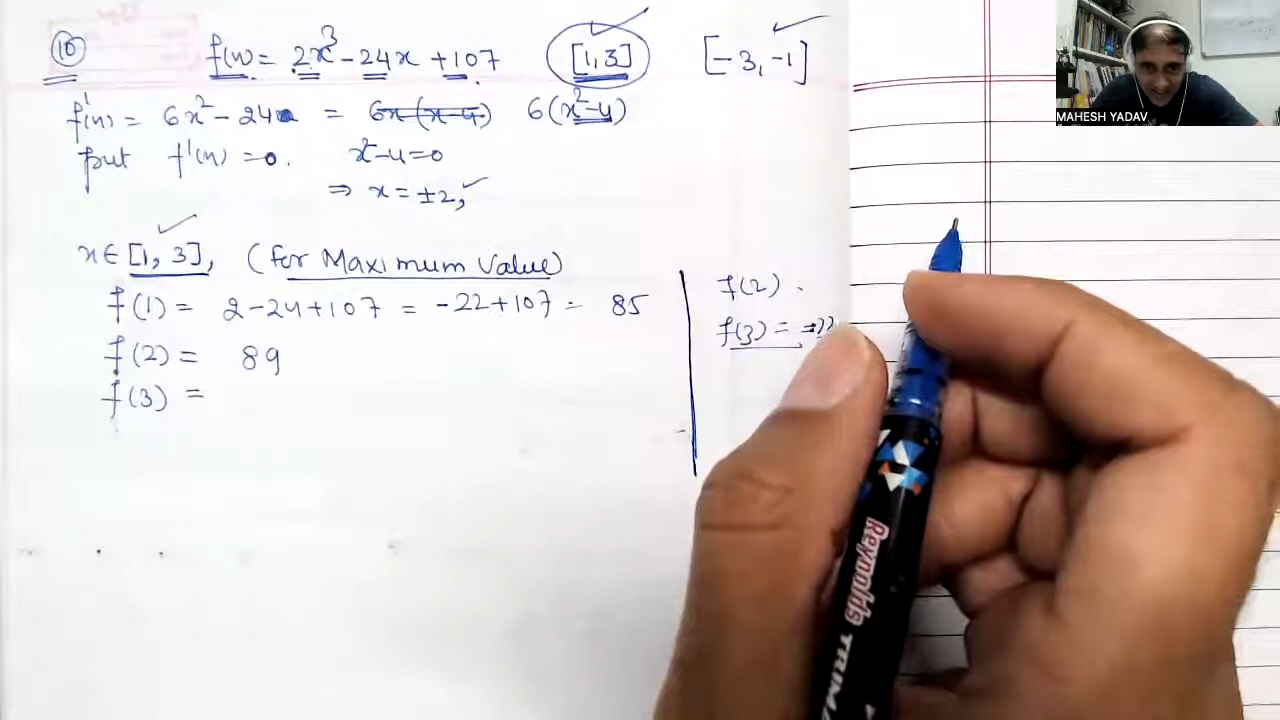 10 f(x) = 2x³ - 24x + 107 [1,3] [-3, -1]
f'(x) = 6x² - 24 = 6x(x-4) 6(x²-4)
put f'(x) = 0. x²-4=0
⇒ x = ±2,
x ∈ [1, 3], (for Maximum Value)
f(1) = 2-24+107 = -22+107 = 85
f(2) = 89
f(3) =
f(2)
f(3) =
MAHESH YADAV
Reynolds TRIMA